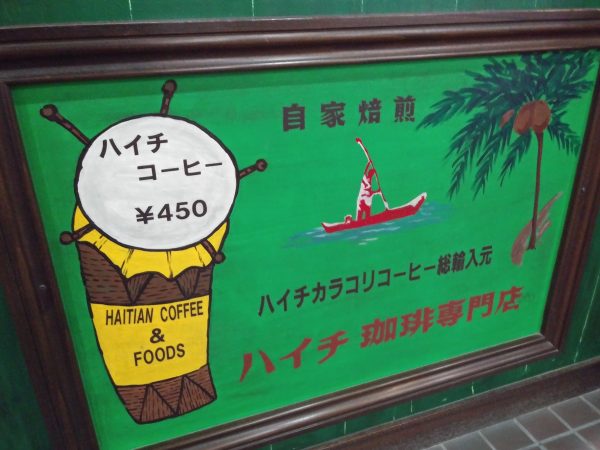 ハイチ
コーヒー
¥450
HAITIAN COFFEE
&
FOODS
自家焙煎
ハイチカラコリコーヒー総輸入元
ハイチ 珈琲専門店